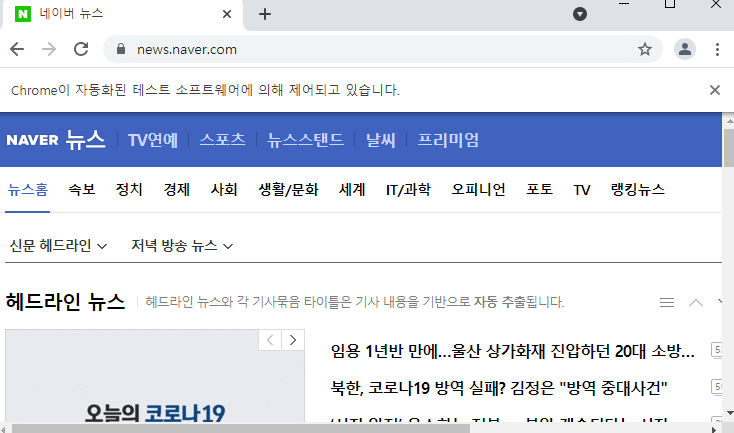 네이버 뉴스
news.naver.com
Chrome이 자동화된 테스트 소프트웨어에 의해 제어되고 있습니다.
NAVER 뉴스 TV연예 스포츠 뉴스스탠드 날씨 프리미엄
뉴스홈 속보 정치 경제 사회 생활/문화 세계 IT/과학 오피니언 포토 TV 랭킹뉴스
신문 헤드라인 저녁 방송 뉴스
헤드라인 뉴스 헤드라인 뉴스와 각 기사묶음 타이틀은 기사 내용을 기반으로 자동 추출됩니다.
임용 1년반 만에...울산 상가화재 진압하던 20대 소방...
북한, 코로나19 방역 실패? 김정은 "방역 중대사건"
오늘의 코로나19